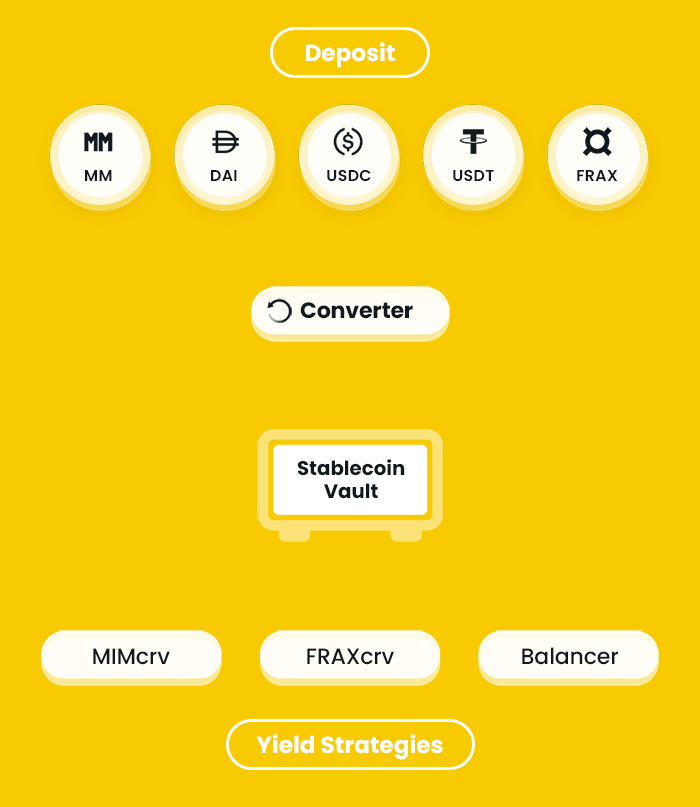 Deposit
MM
MM
DAI
USDC
USDT
FRAX
Converter
Stablecoin
Vault
MIMcrv
FRAXcrv
Balancer
Yield Strategies